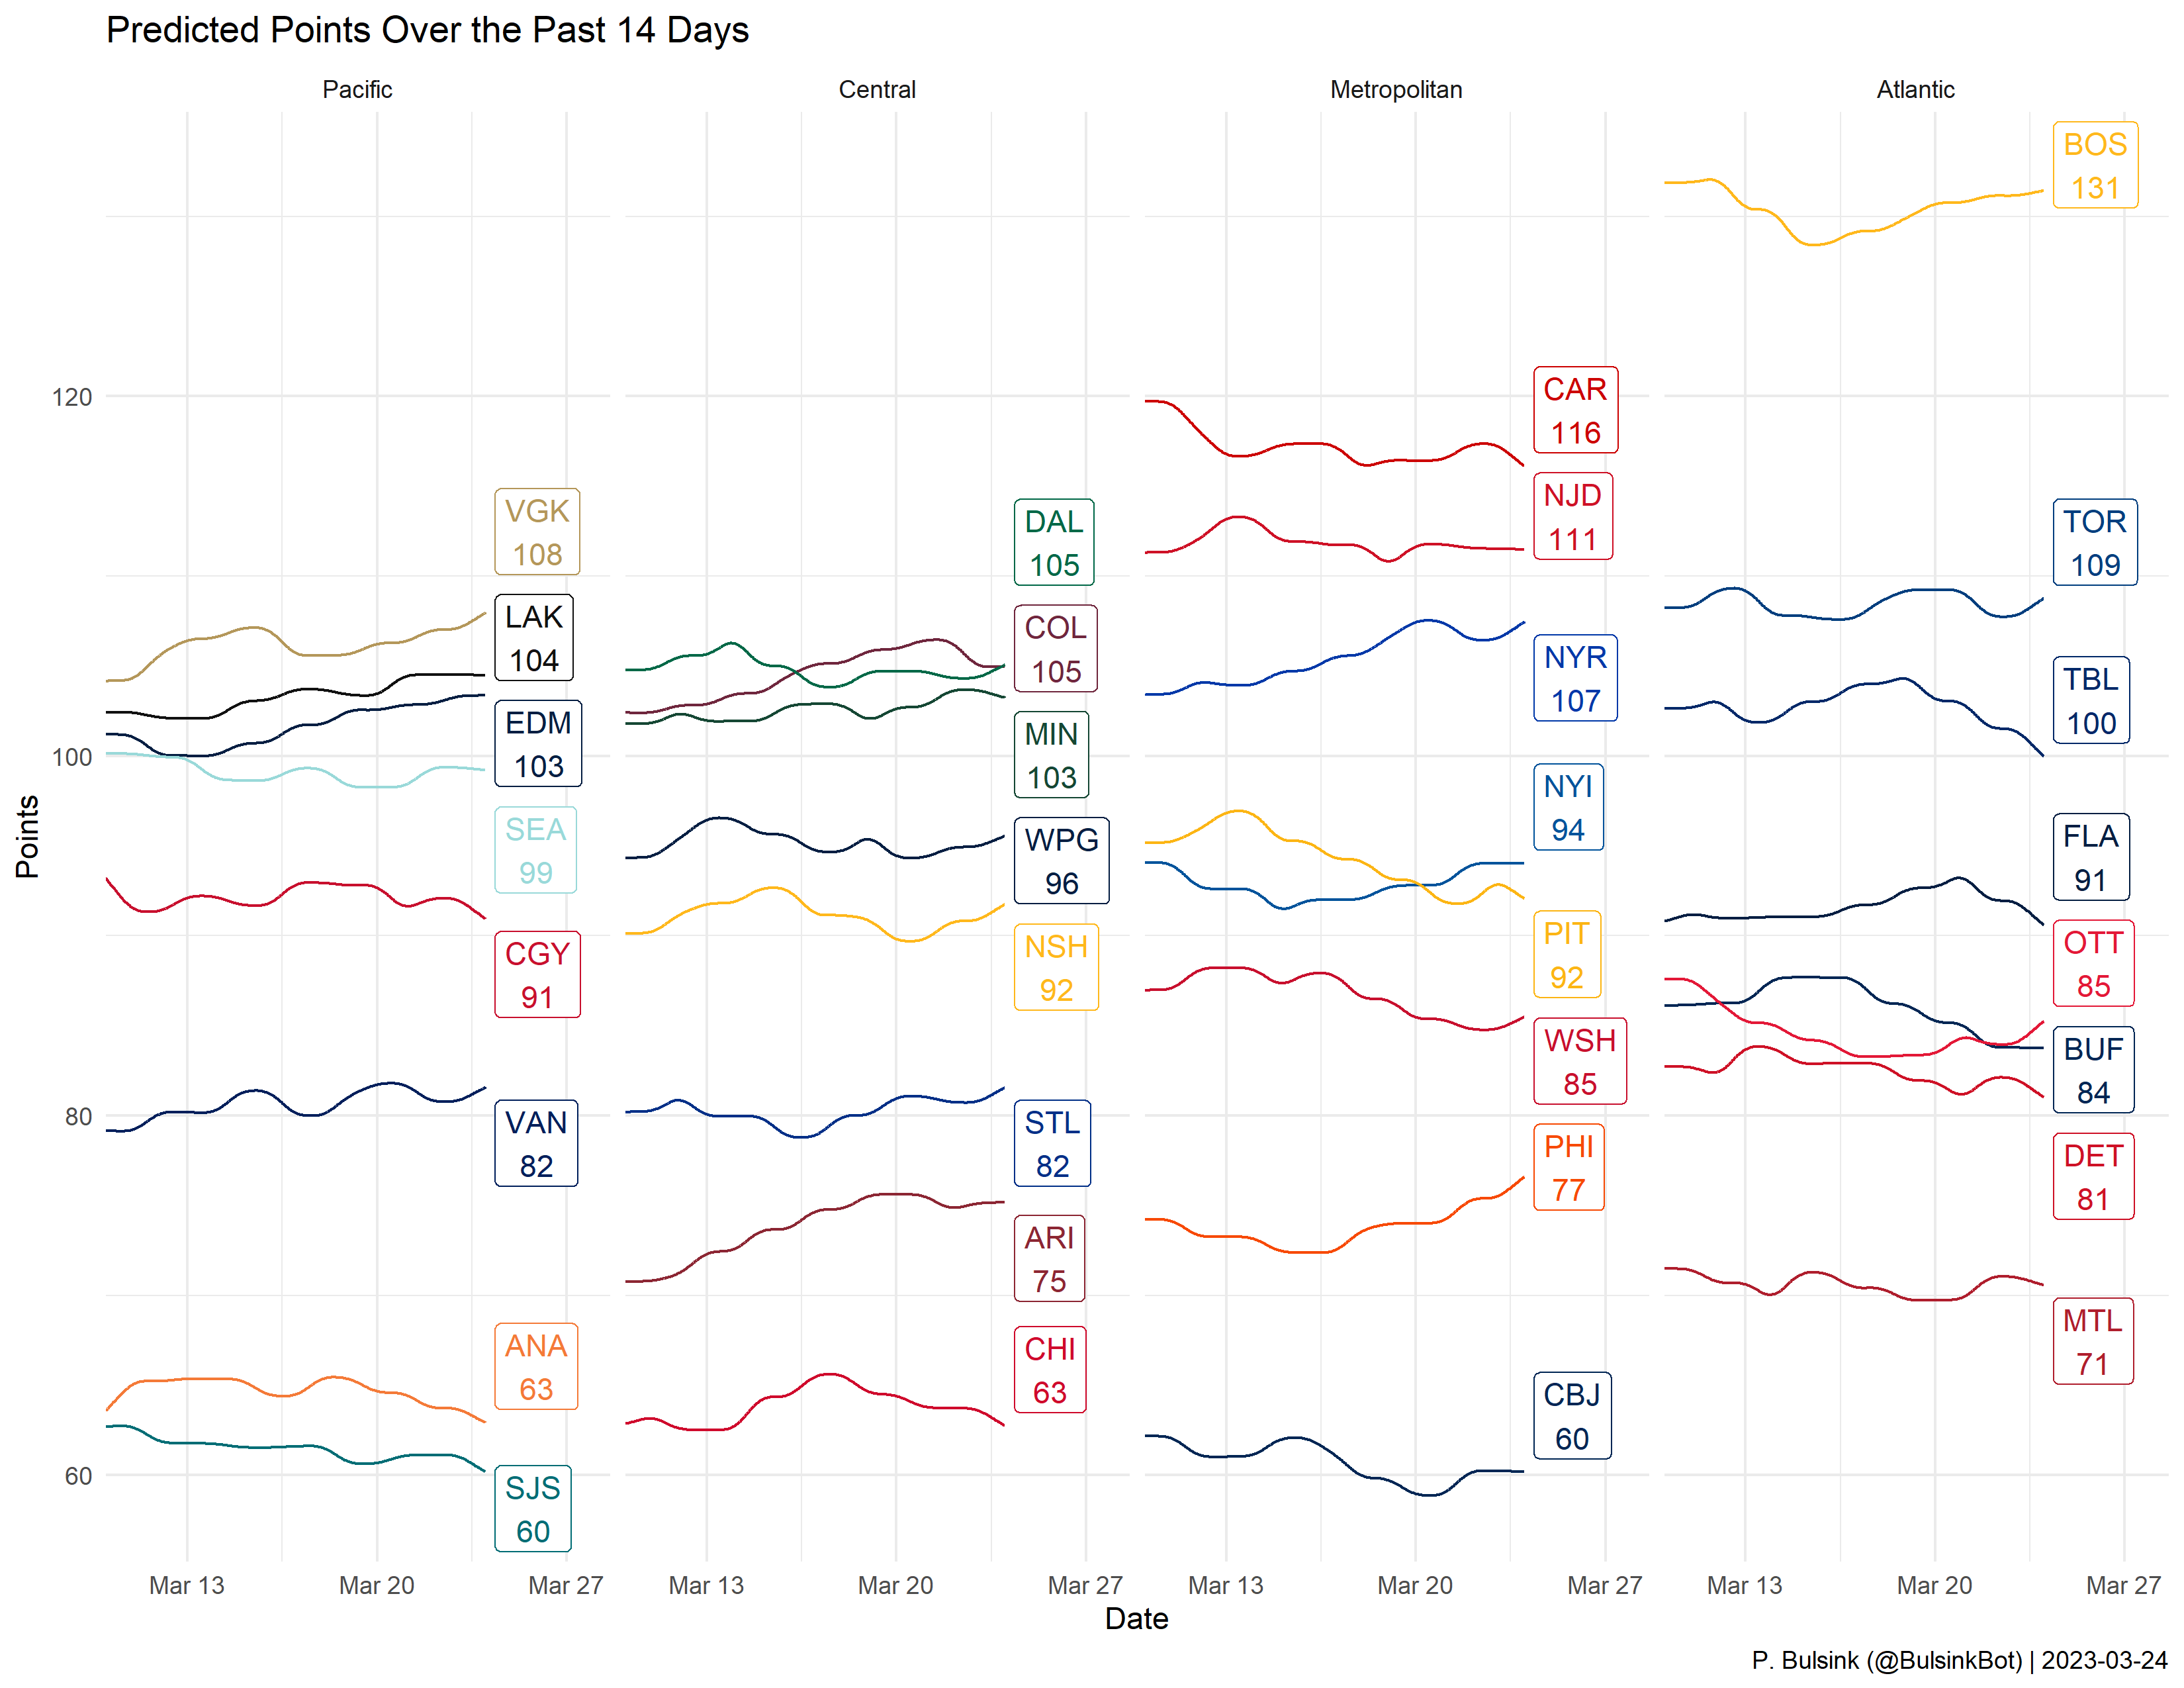 Predicted Points Over the Past 14 Days
Pacific
Central
Metropolitan
Atlantic
Points
120
100
80
60
VGK
108
LAK
104
EDM
103
SEA
99
CGY
91
VAN
82
ANA
63
SJS
60
DAL
105
COL
105
MIN
103
WPG
96
NSH
92
STL
82
ARI
75
CHI
63
CAR
116
NJD
111
NYR
107
NYI
94
PIT
92
WSH
85
PHI
77
CBJ
60
BOS
131
TOR
109
TBL
100
FLA
91
OTT
85
BUF
84
DET
81
MTL
71
Mar 13
Mar 20
Mar 27
Mar 13
Mar 20
Mar 27
Mar 13
Mar 20
Mar 27
Mar 13
Mar 20
Mar 27
Date
P. Bulsink (@BulsinkBot) | 2023-03-24